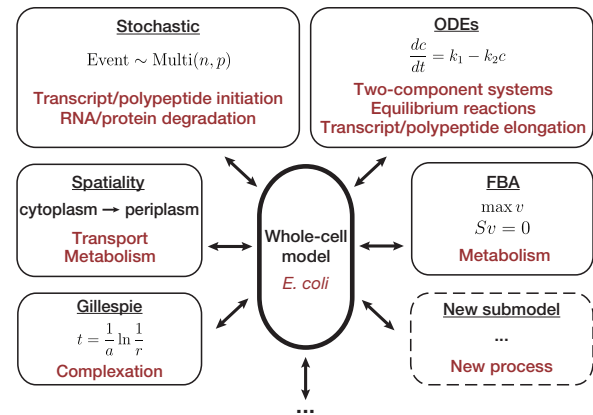 Stochastic
Event ∼ Multi(n, p)
Transcript/polypeptide initiation
RNA/protein degradation
ODEs
dc/dt = k₁ − k₂c
Two-component systems
Equilibrium reactions
Transcript/polypeptide elongation
Spatiality
cytoplasm → periplasm
Transport
Metabolism
Whole-cell
model
E. coli
FBA
max v
Sv = 0
Metabolism
Gillespie
t = 1/a ln 1/r
Complexation
New submodel
...
New process
...